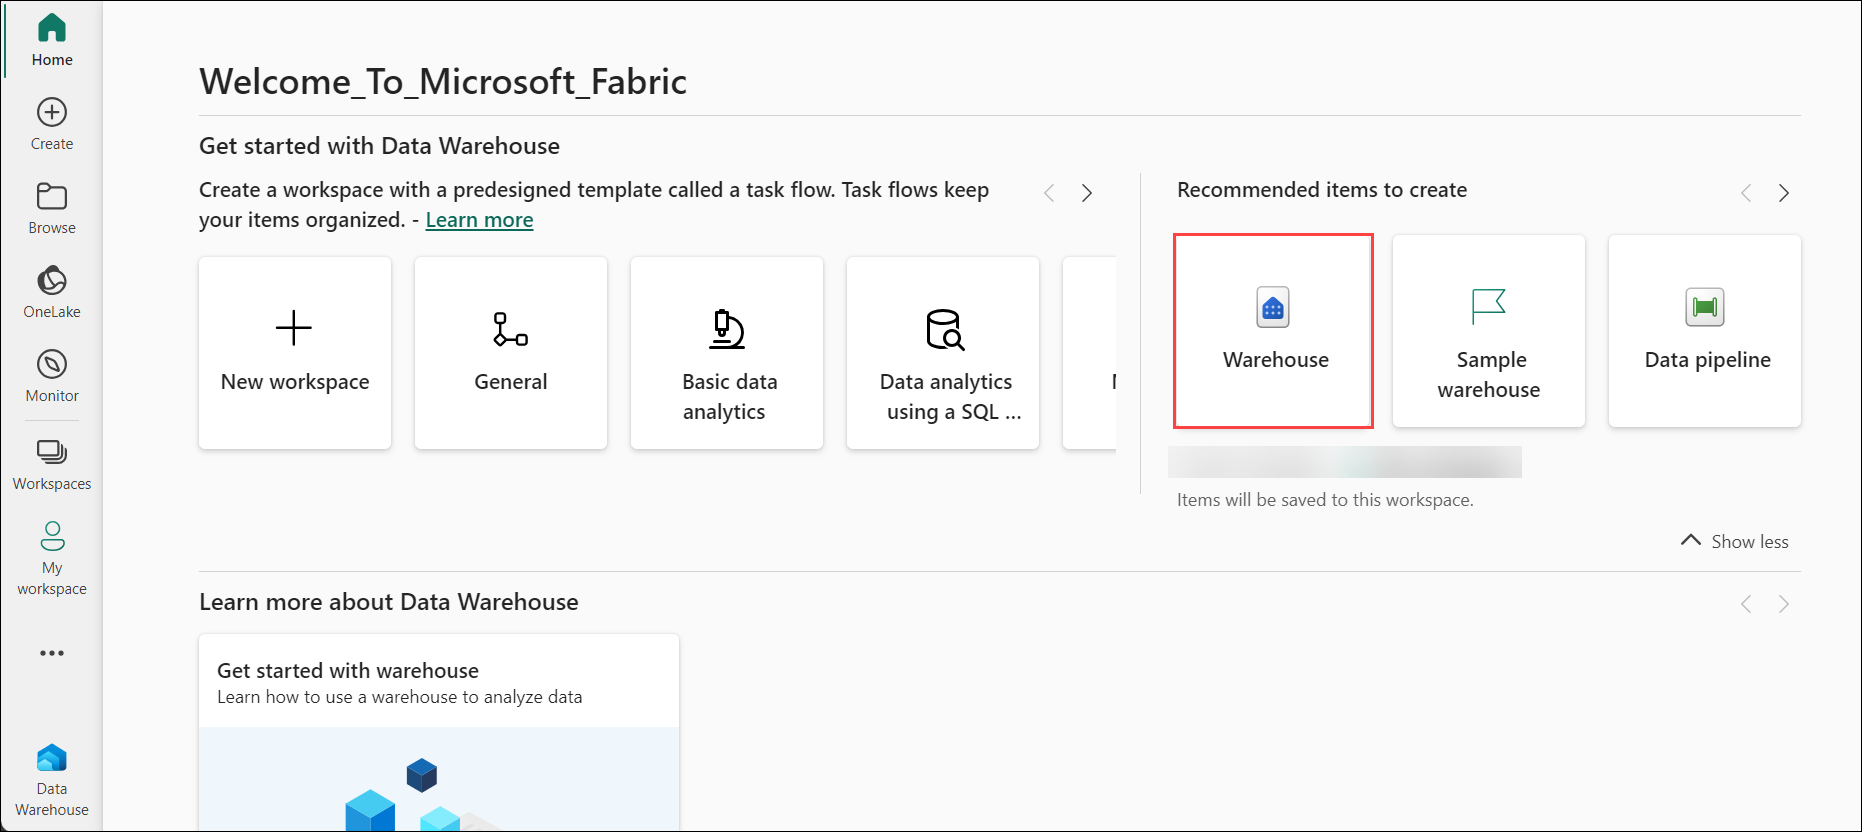 Home
Create
Browse
OneLake
Monitor
Workspaces
My
workspace
Data
Warehouse
Welcome_To_Microsoft_Fabric
Get started with Data Warehouse
Create a workspace with a predesigned template called a task flow. Task flows keep
your items organized. - Learn more
New workspace
General
Basic data
analytics
Data analytics
using a SQL ...
Recommended items to create
Warehouse
Sample
warehouse
Data pipeline
Items will be saved to this workspace.
Show less
Learn more about Data Warehouse
Get started with warehouse
Learn how to use a warehouse to analyze data